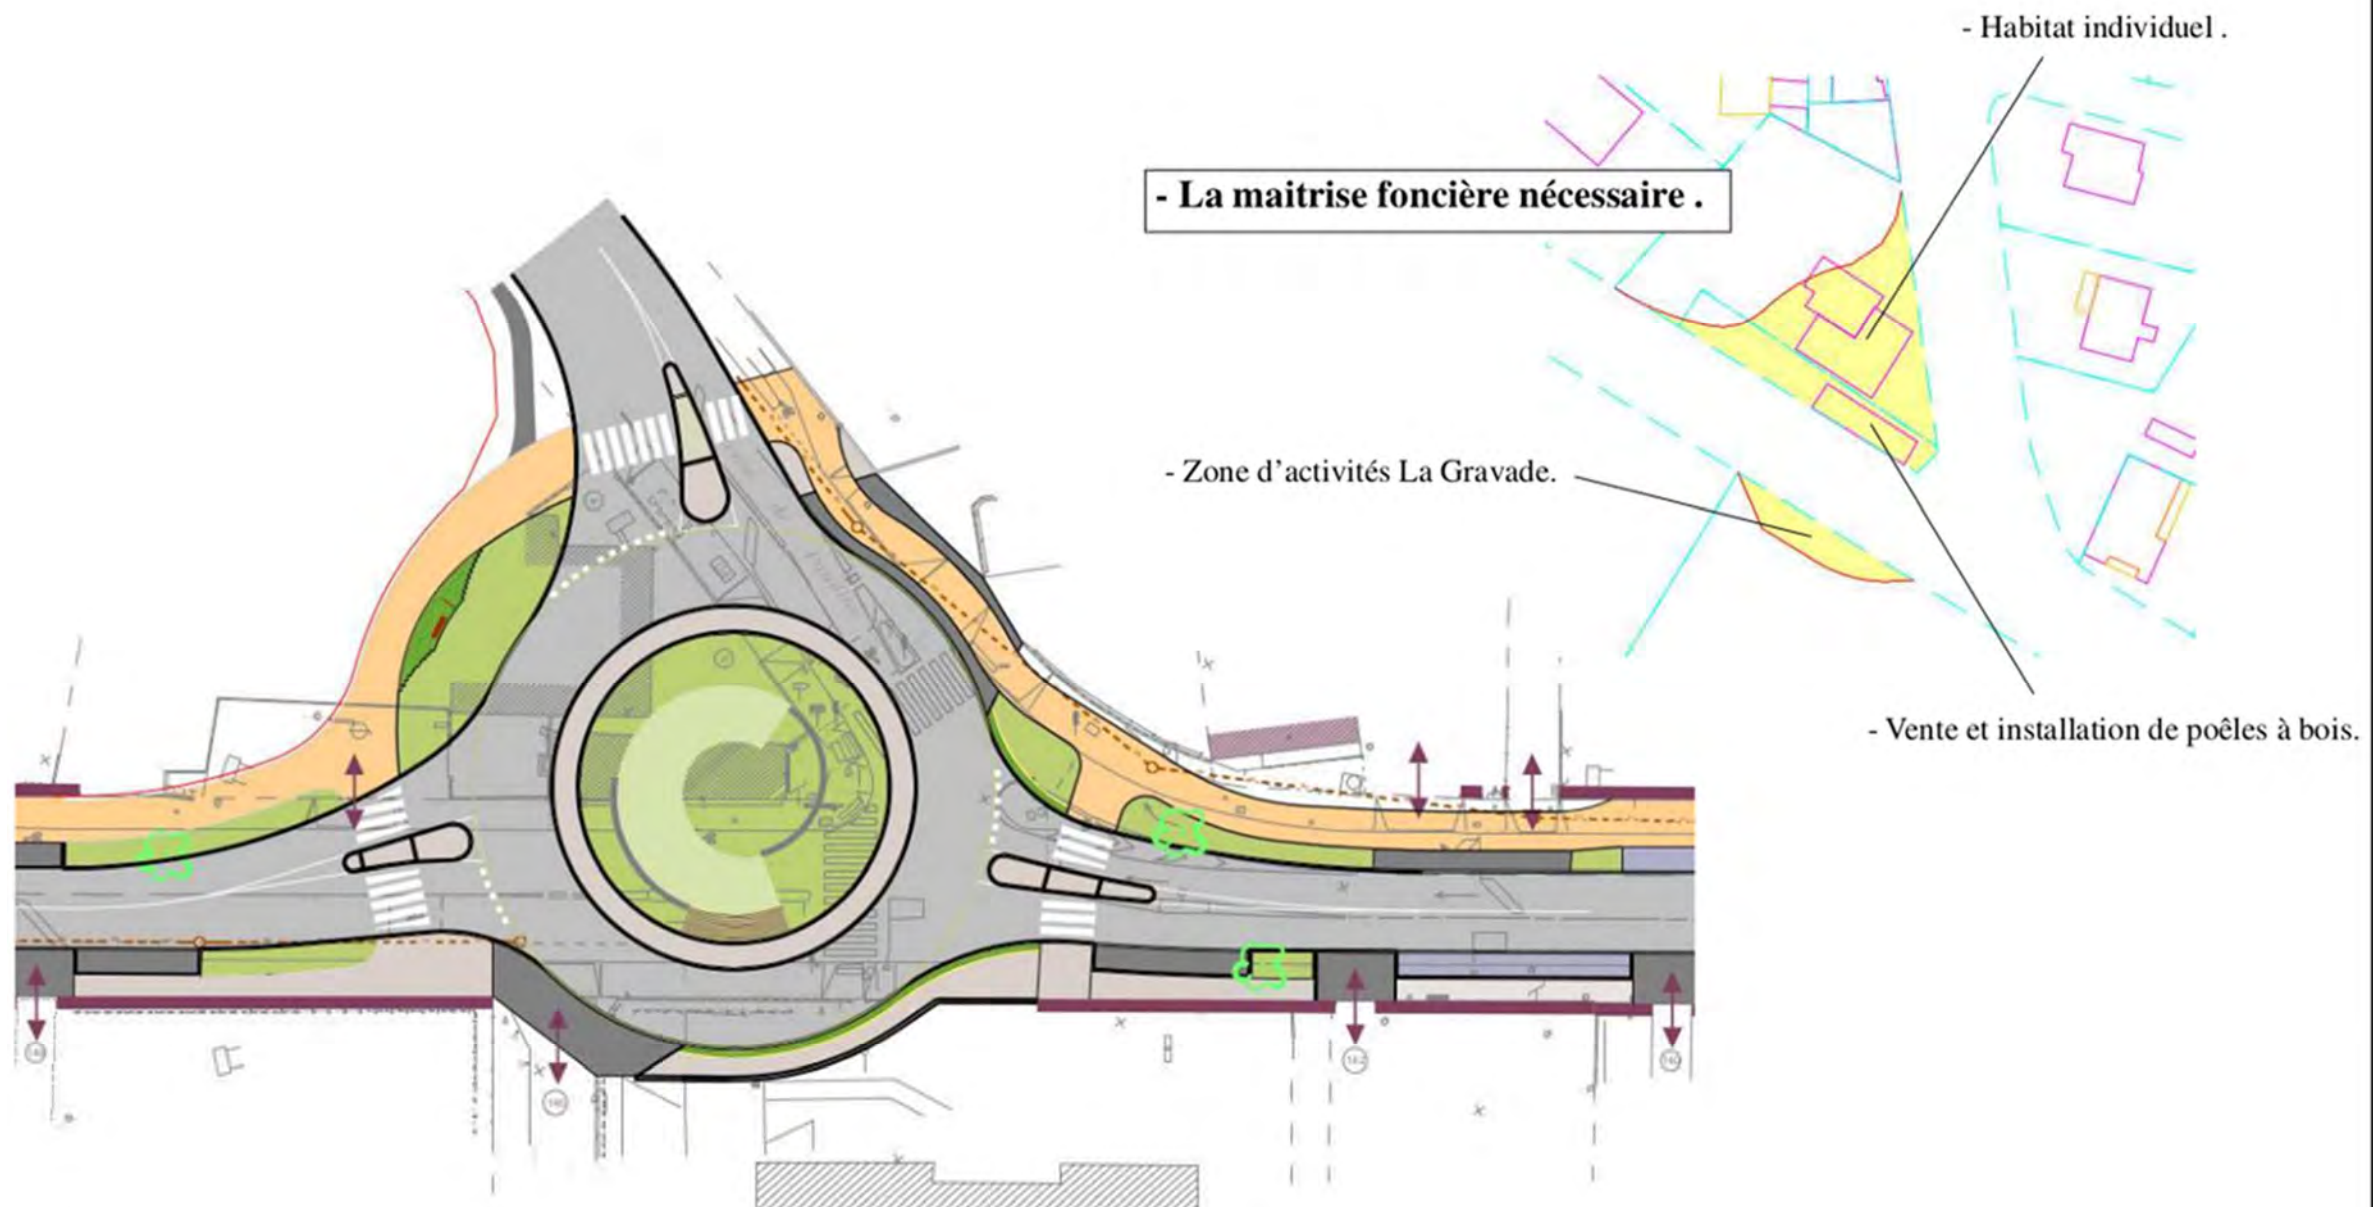 - Habitat individuel .
- La maitrise foncière nécessaire .
- Zone d’activités La Gravade.
- Vente et installation de poêles à bois.